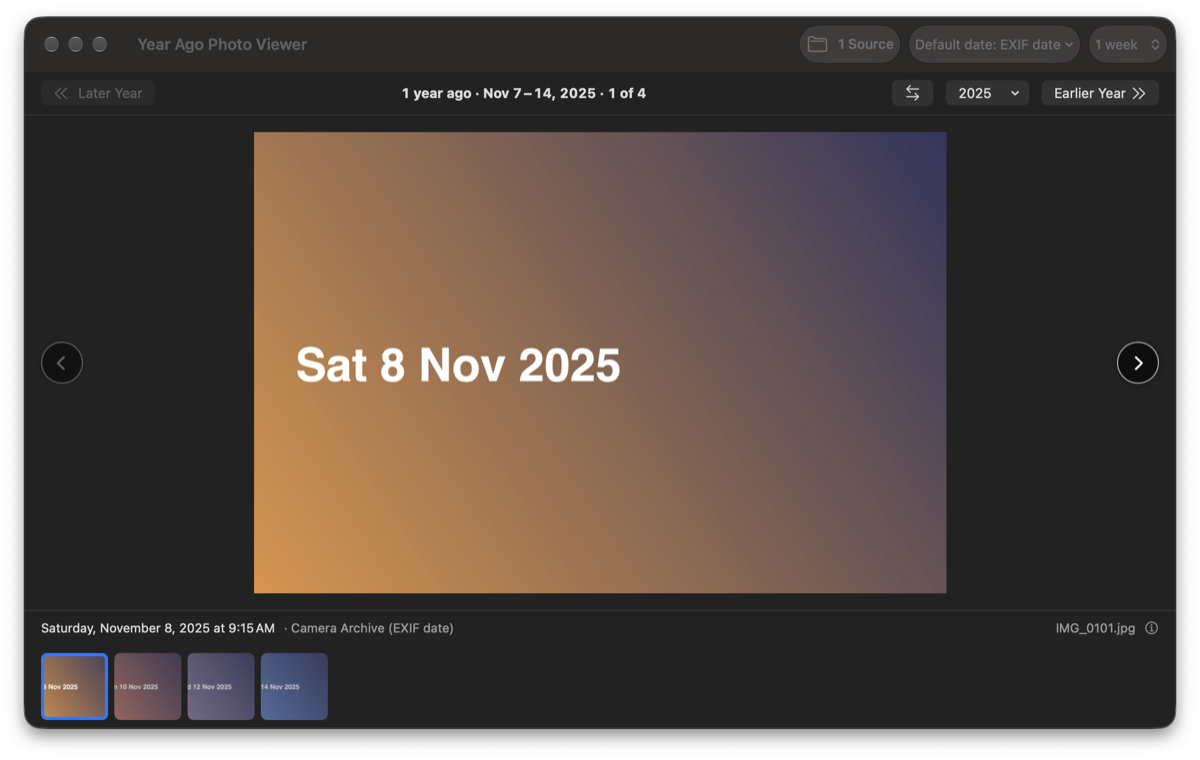 Year Ago Photo Viewer
1 Source
Default date: EXIF date
1 week
Later Year
1 year ago · Nov 7 – 14, 2025 · 1 of 4
2025
Earlier Year
Sat 8 Nov 2025
Saturday, November 8, 2025 at 9:15 AM · Camera Archive (EXIF date)
IMG_0101.jpg
Nov 2025
10 Nov 2025
12 Nov 2025
14 Nov 2025